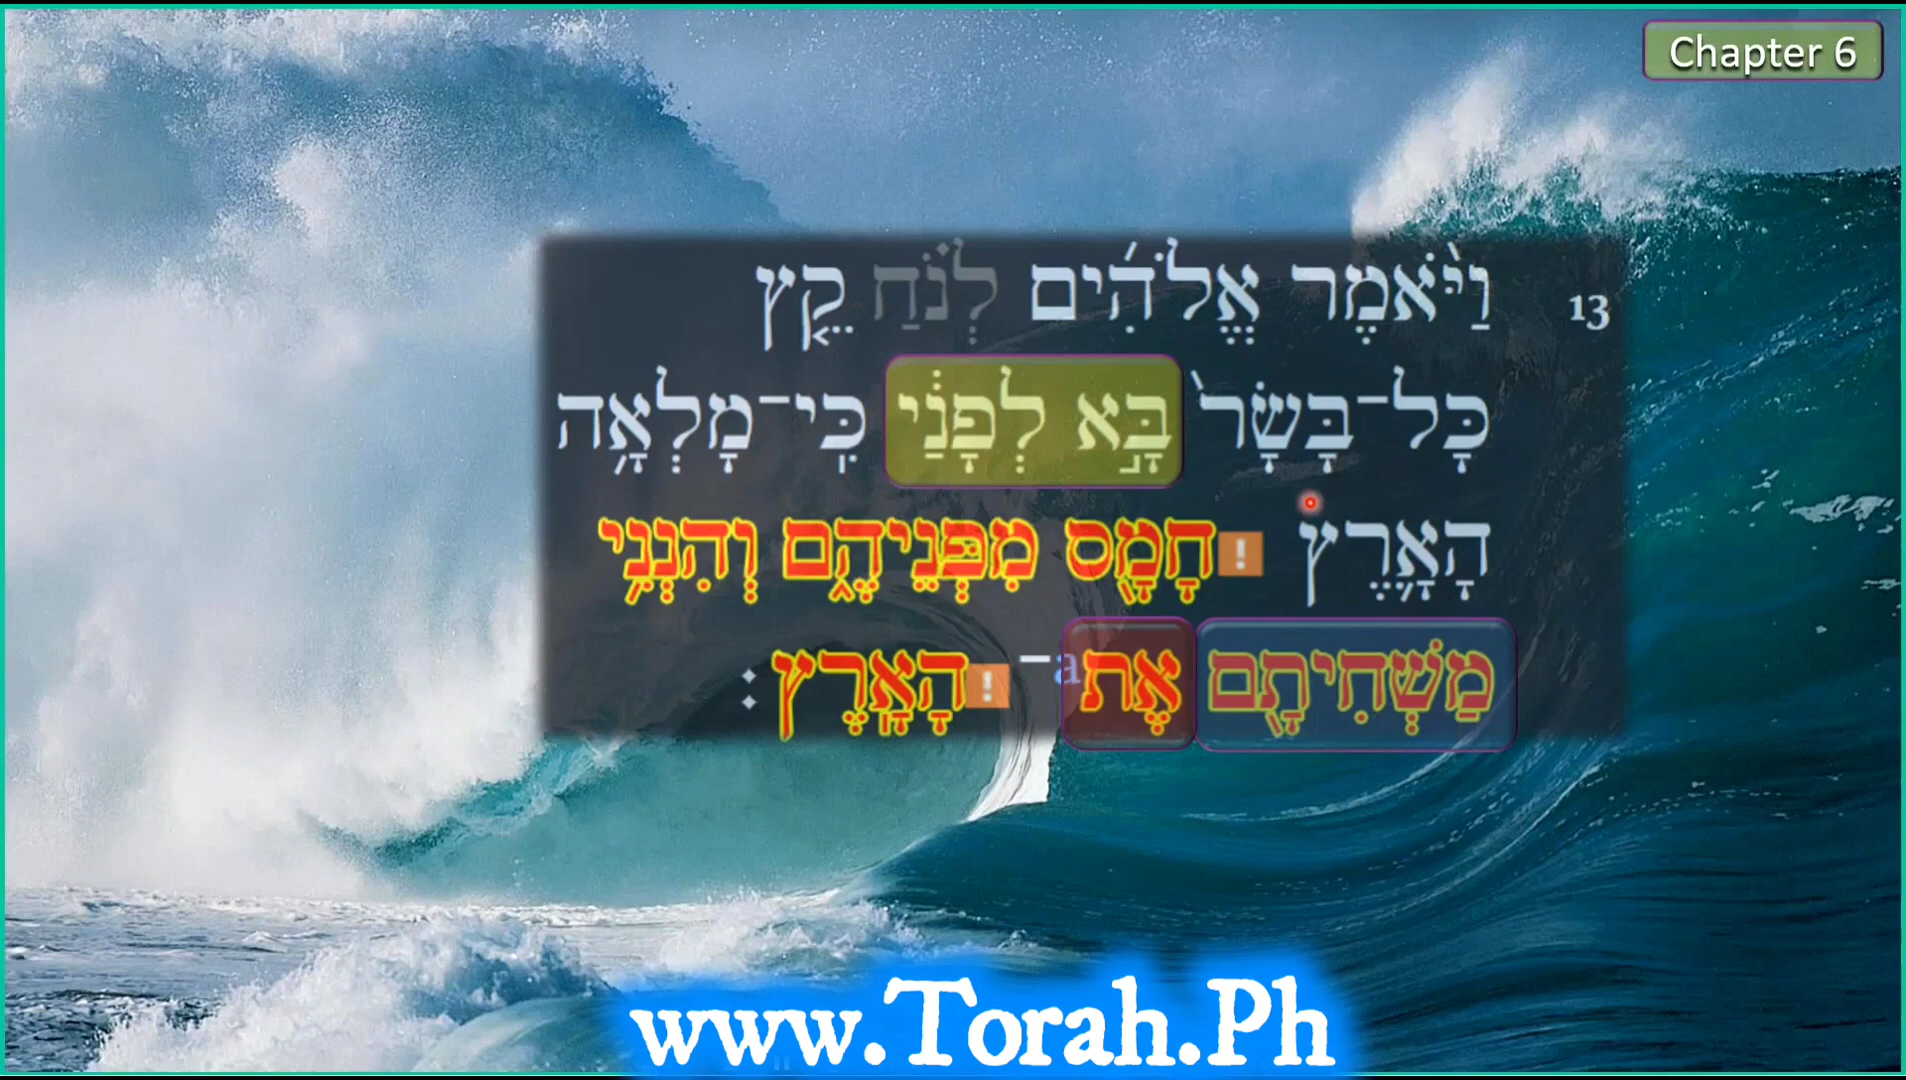 Chapter 6
13 וַיֹּ֨אמֶר אֱלֹהִ֜ים לְנֹ֗חַ קֵ֤ץ
כָּל־בָּשָׂר֙ בָּ֣א לְפָנַ֔י כִּֽי־מָלְאָ֥ה
הָאָ֛רֶץ ! חָמָ֖ס מִפְּנֵיהֶ֑ם וְהִנְנִ֥י
מַשְׁחִיתָ֖ם אֶת a־ ! הָאָֽרֶץ׃
www.Torah.Ph